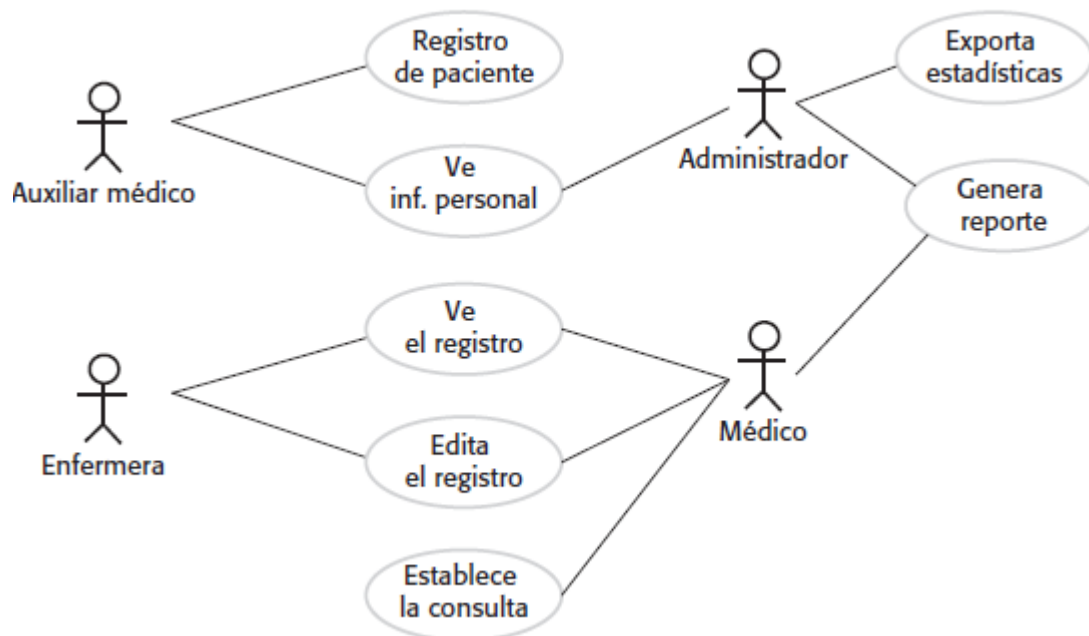 Registro
de paciente
Exporta
estadísticas
Auxiliar médico
Ve
inf. personal
Administrador
Genera
reporte
Ve
el registro
Enfermera
Edita
el registro
Médico
Establece
la consulta